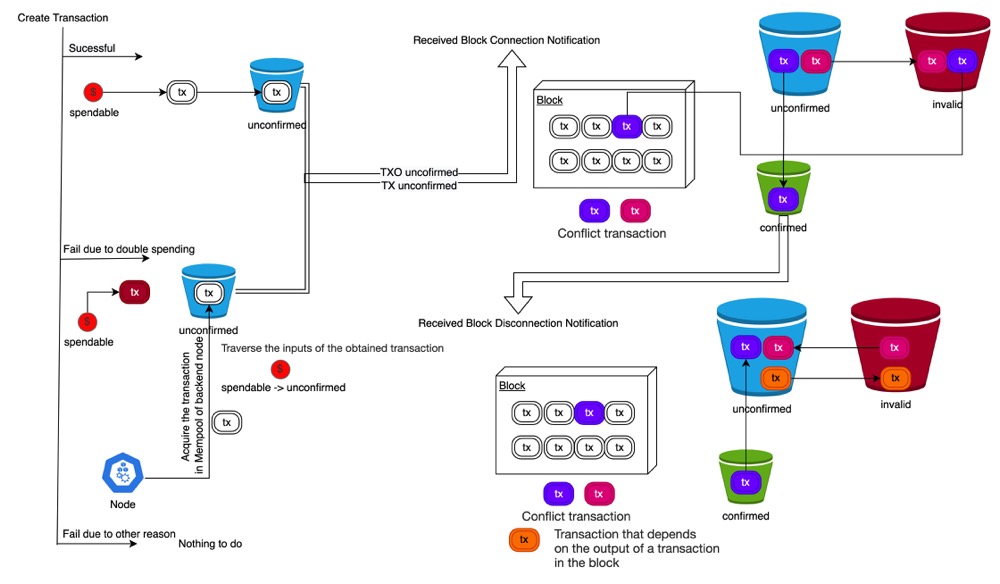 Create Transaction
Sucessful
$
spendable
tx
tx
unconfirmed
TXO uncofirmed
TX unconfirmed
Fail due to double spending
tx
$
spendable
tx
unconfirmed
Traverse the inputs of the obtained transaction
$
spendable -> unconfirmed
Acquire the transaction
in Mempool of backend node
tx
Node
Fail due to other reason
Nothing to do
Received Block Connection Notification
Block
tx tx tx tx
tx tx tx tx
tx tx
Conflict transaction
tx tx
unconfirmed
tx tx
invalid
tx
confirmed
Received Block Disconnection Notification
Block
tx tx tx tx
tx tx tx tx
tx tx
Conflict transaction
tx
Transaction that depends
on the output of a transaction
in the block
tx tx
tx
unconfirmed
tx
tx
invalid
tx
confirmed